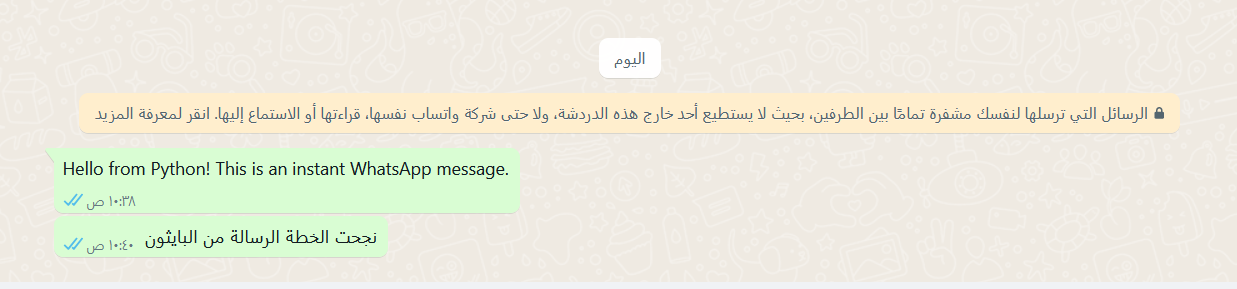 اليوم
الرسائل التي ترسلها لنفسك مشفرة تمامًا بين الطرفين، بحيث لا يستطيع أحد خارج هذه الدردشة، ولا حتى شركة واتساب نفسها، قراءتها أو الاستماع إليها. انقر لمعرفة المزيد
Hello from Python! This is an instant WhatsApp message.
١٠:٣٨ ص
نجحت الخطة الرسالة من البايثون
١٠:٤٠ ص